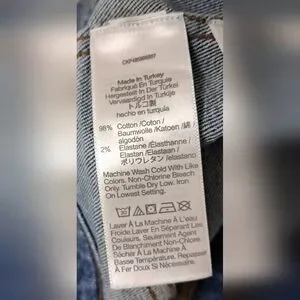 Made In Turkey
Fabriqué En Turquie
Hergestellt In Der Türkei
Vervaardigd In Turkije
トルコ製
hecho en turquía
98% Cotton /Coton /
Baumwolle /Katoen /綿 /
algodón
2% Elastane /Élasthanne /
Elastan /Elastaan /
ポリウレタン /elastano
Machine Wash Cold With Like
Colors. Non-Chlorine Bleach
Only. Tumble Dry Low. Iron
On Lowest Setting.
Laver À La Machine À L'eau
Froide. Laver En Séparant Les
Couleurs. Seulement Agent
De Blanchiment Non-Chloré.
Sécher À La Machine À
Basse Température. Repasser
À Fer Doux Si Nécessaire.